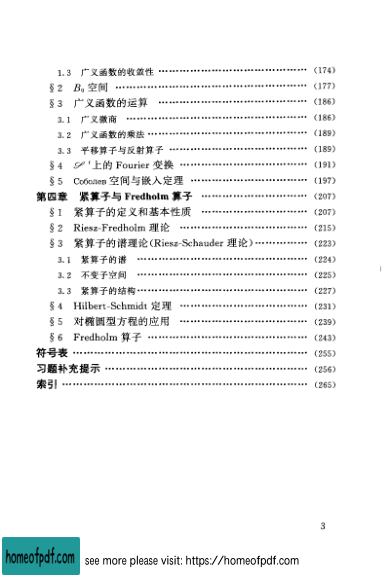 1.3 广义函数的收敛性 …… (174)
§2 B₀ 空间 …… (177)
§3 广义函数的运算 …… (186)
3.1 广义微商 …… (186)
3.2 广义函数的乘法 …… (189)
3.3 平移算子与反射算子 …… (189)
§4 𝒮′上的 Fourier 变换 …… (191)
§5 Соболев 空间与嵌入定理 …… (197)
第四章 紧算子与 Fredholm 算子 …… (207)
§1 紧算子的定义和基本性质 …… (207)
§2 Riesz-Fredholm 理论 …… (215)
§3 紧算子的谱理论(Riesz-Schauder 理论) …… (223)
3.1 紧算子的谱 …… (224)
3.2 不变子空间 …… (225)
3.3 紧算子的结构 …… (227)
§4 Hilbert-Schmidt 定理 …… (231)
§5 对椭圆型方程的应用 …… (239)
§6 Fredholm 算子 …… (243)
符号表 …… (255)
习题补充提示 …… (256)
索引 …… (265)
3
homeofpdf.com see more please visit: https://homeofpdf.com